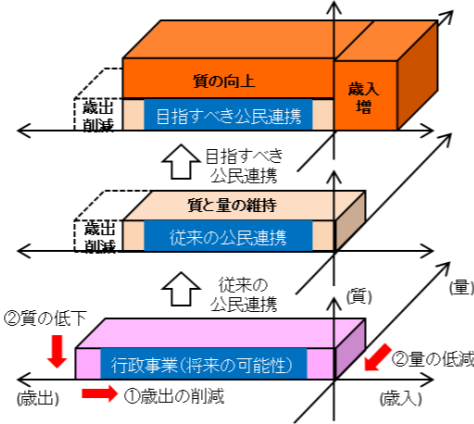 質の向上
歳入
増
歳出
削減
目指すべき公民連携
目指すべき
公民連携
質と量の維持
歳出
削減
従来の公民連携
従来の
公民連携
(質)
(量)
②質の低下
行政事業(将来の可能性)
②量の低減
(歳出)
①歳出の削減
(歳入)